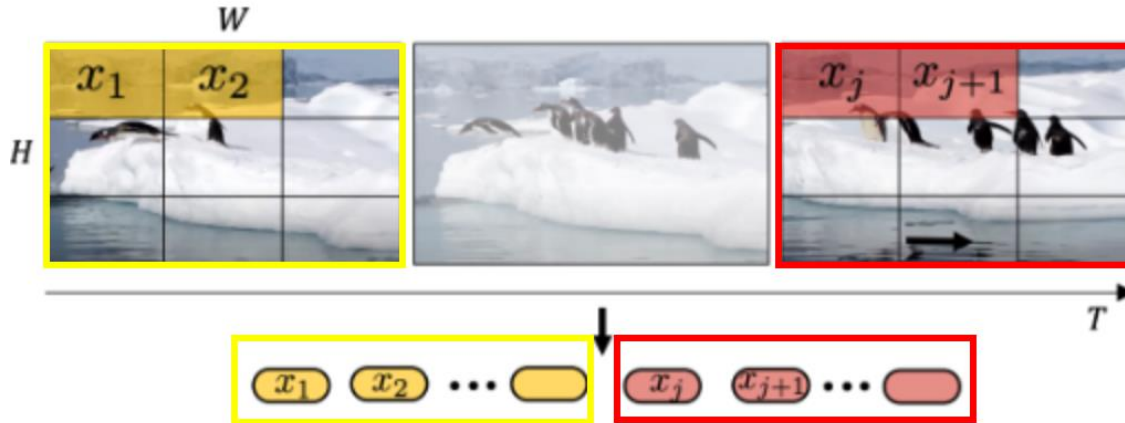 W
x₁ x₂ xⱼ xⱼ₊₁
H
T
x₁ x₂ ••• xⱼ xⱼ₊₁ •••